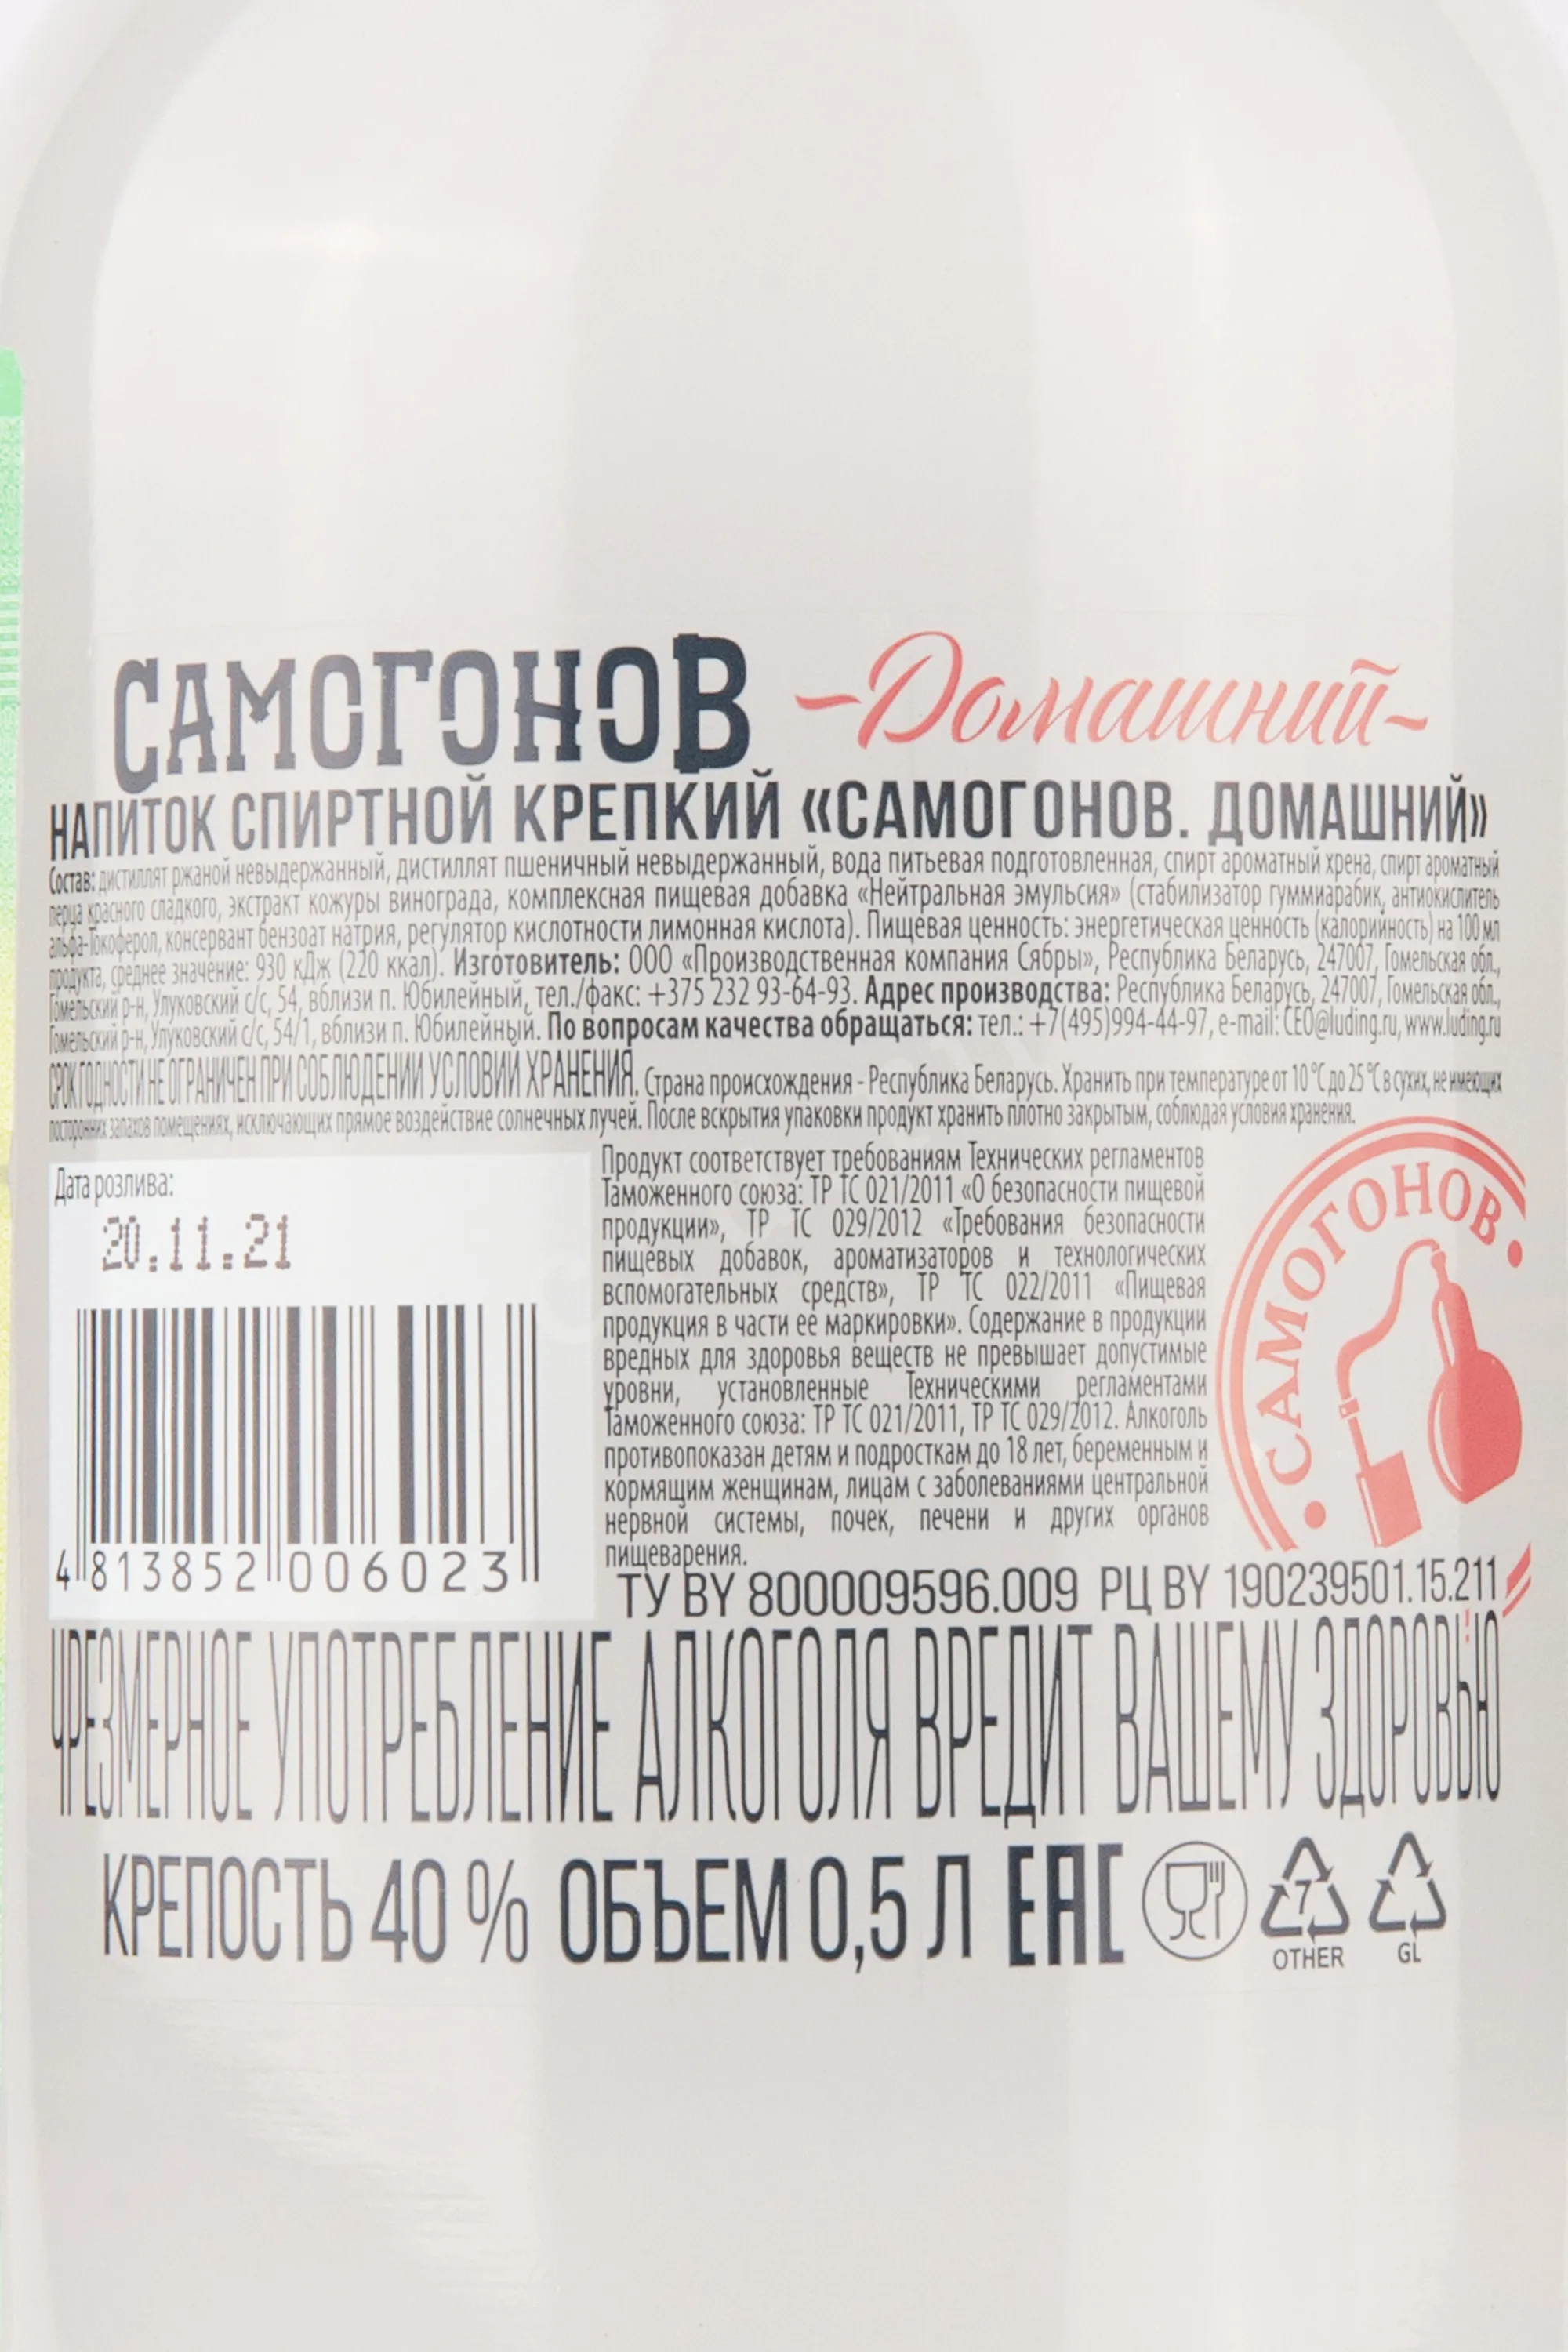 САМОГОНОВ -Домашний-
НАПИТОК СПИРТНОЙ КРЕПКИЙ «САМОГОНОВ. ДОМАШНИЙ»
Состав: дистиллят ржаной невыдержанный, дистиллят пшеничный невыдержанный, вода питьевая подготовленная, спирт ароматный хрена, спирт ароматный
перца красного сладкого, экстракт кожуры винограда, комплексная пищевая добавка «Нейтральная эмульсия» (стабилизатор гуммиарабик, антиокислитель
альфа-Токоферол, консервант бензоат натрия, регулятор кислотности лимонная кислота). Пищевая ценность: энергетическая ценность (калорийность) на 100 мл
продукта, среднее значение: 930 кДж (220 ккал). Изготовитель: ООО «Производственная компания Сябры», Республика Беларусь, 247007, Гомельская обл.,
Гомельский р-н, Улуковский с/с, 54, вблизи п. Юбилейный, тел./факс: +375 232 93-64-93. Адрес производства: Республика Беларусь, 247007, Гомельская обл.,
Гомельский р-н, Улуковский с/с, 54/1, вблизи п. Юбилейный. По вопросам качества обращаться: тел.: +7(495)994-44-97, e-mail: CEO@luding.ru, www.luding.ru
СРОК ГОДНОСТИ НЕ ОГРАНИЧЕН ПРИ СОБЛЮДЕНИИ УСЛОВИЙ ХРАНЕНИЯ. Страна происхождения - Республика Беларусь. Хранить при температуре от 10 °С до 25 °С в сухих, не имеющих
посторонних запахов помещениях, исключающих прямое воздействие солнечных лучей. После вскрытия упаковки продукт хранить плотно закрытым, соблюдая условия хранения.
Дата розлива:
20.11.21
4 813852 006023
Продукт соответствует требованиям Технических регламентов
Таможенного союза: ТР ТС 021/2011 «О безопасности пищевой
продукции», ТР ТС 029/2012 «Требования безопасности
пищевых добавок, ароматизаторов и технологических
вспомогательных средств», ТР ТС 022/2011 «Пищевая
продукция в части ее маркировки». Содержание в продукции
вредных для здоровья веществ не превышает допустимые
уровни, установленные Техническими регламентами
Таможенного союза: ТР ТС 021/2011, ТР ТС 029/2012. Алкоголь
противопоказан детям и подросткам до 18 лет, беременным и
кормящим женщинам, лицам с заболеваниями центральной
нервной системы, почек, печени и других органов
пищеварения.
• САМОГОНОВ •
ТУ BY 800009596.009 РЦ BY 190239501.15.211
ЧРЕЗМЕРНОЕ УПОТРЕБЛЕНИЕ АЛКОГОЛЯ ВРЕДИТ ВАШЕМУ ЗДОРОВЬЮ
КРЕПОСТЬ 40 % ОБЪЕМ 0,5 Л EAC 7
OTHER GL